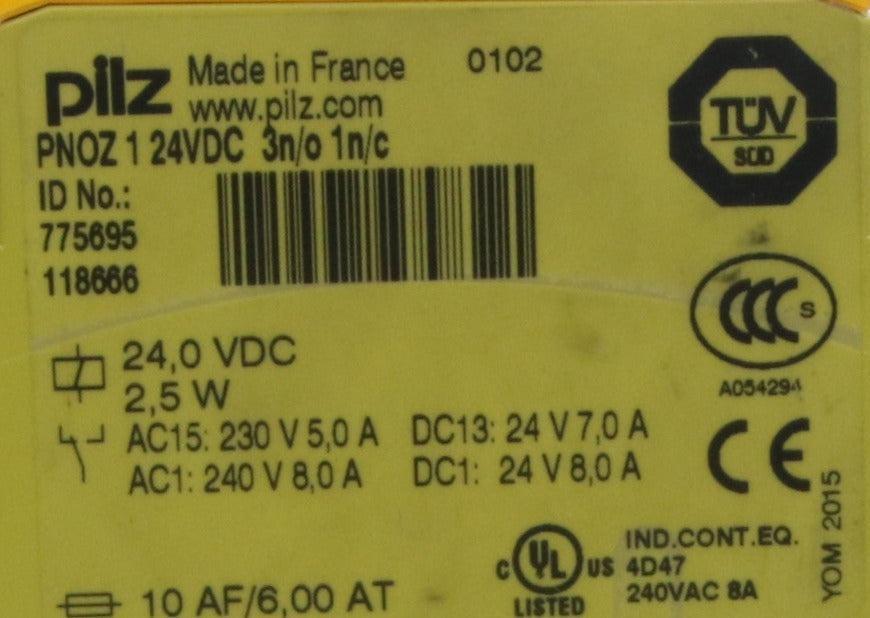 pilz Made in France 0102
www.pilz.com
PNOZ 1 24VDC 3n/o 1n/c
ID No.:
775695
118666
TÜV
SÜD
CCC S
A054294
24,0 VDC
2,5 W
AC15: 230 V 5,0 A DC13: 24 V 7,0 A
AC1: 240 V 8,0 A DC1: 24 V 8,0 A
CE
YOM 2015
C UL US
LISTED
IND.CONT.EQ.
4D47
240VAC 8A
10 AF/6,00 AT